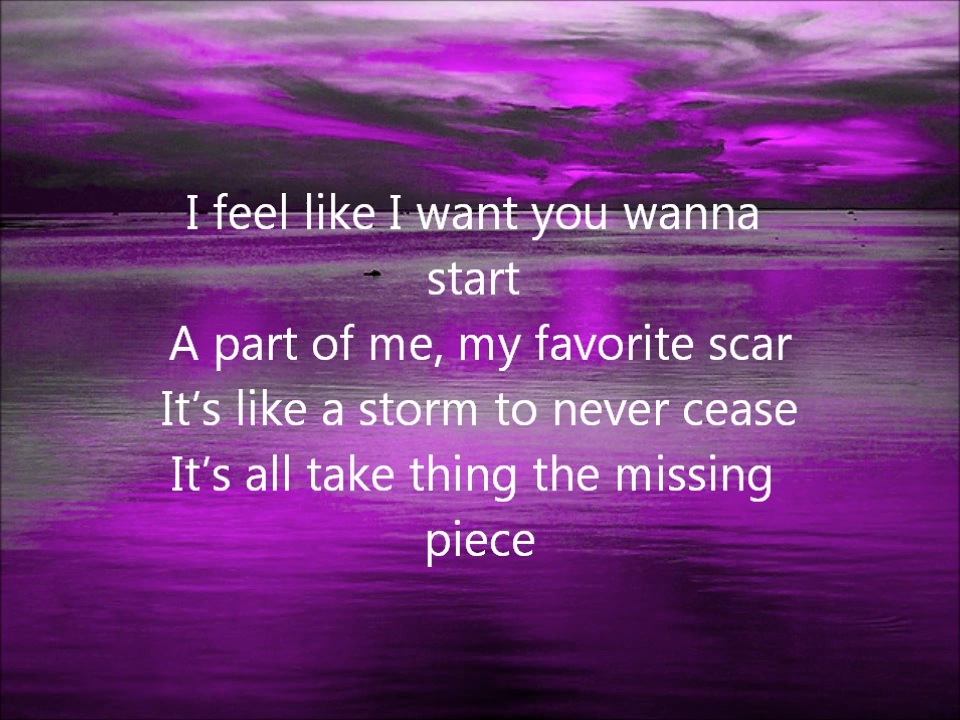 I feel like I want you wanna
start
A part of me, my favorite scar
It’s like a storm to never cease
It’s all take thing the missing
piece